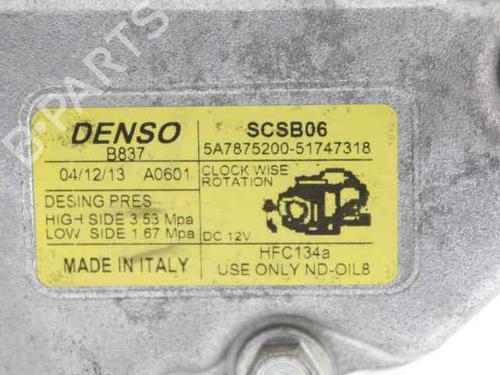 B-PARTS
DENSO
B837
04/12/13 A0601
DESING PRES
HIGH SIDE 3.53 Mpa
LOW SIDE 1.67 Mpa
MADE IN ITALY
SCSB06
5A7875200-51747318
CLOCK WISE
ROTATION
DC 12V
HFC134a
USE ONLY ND-OIL8